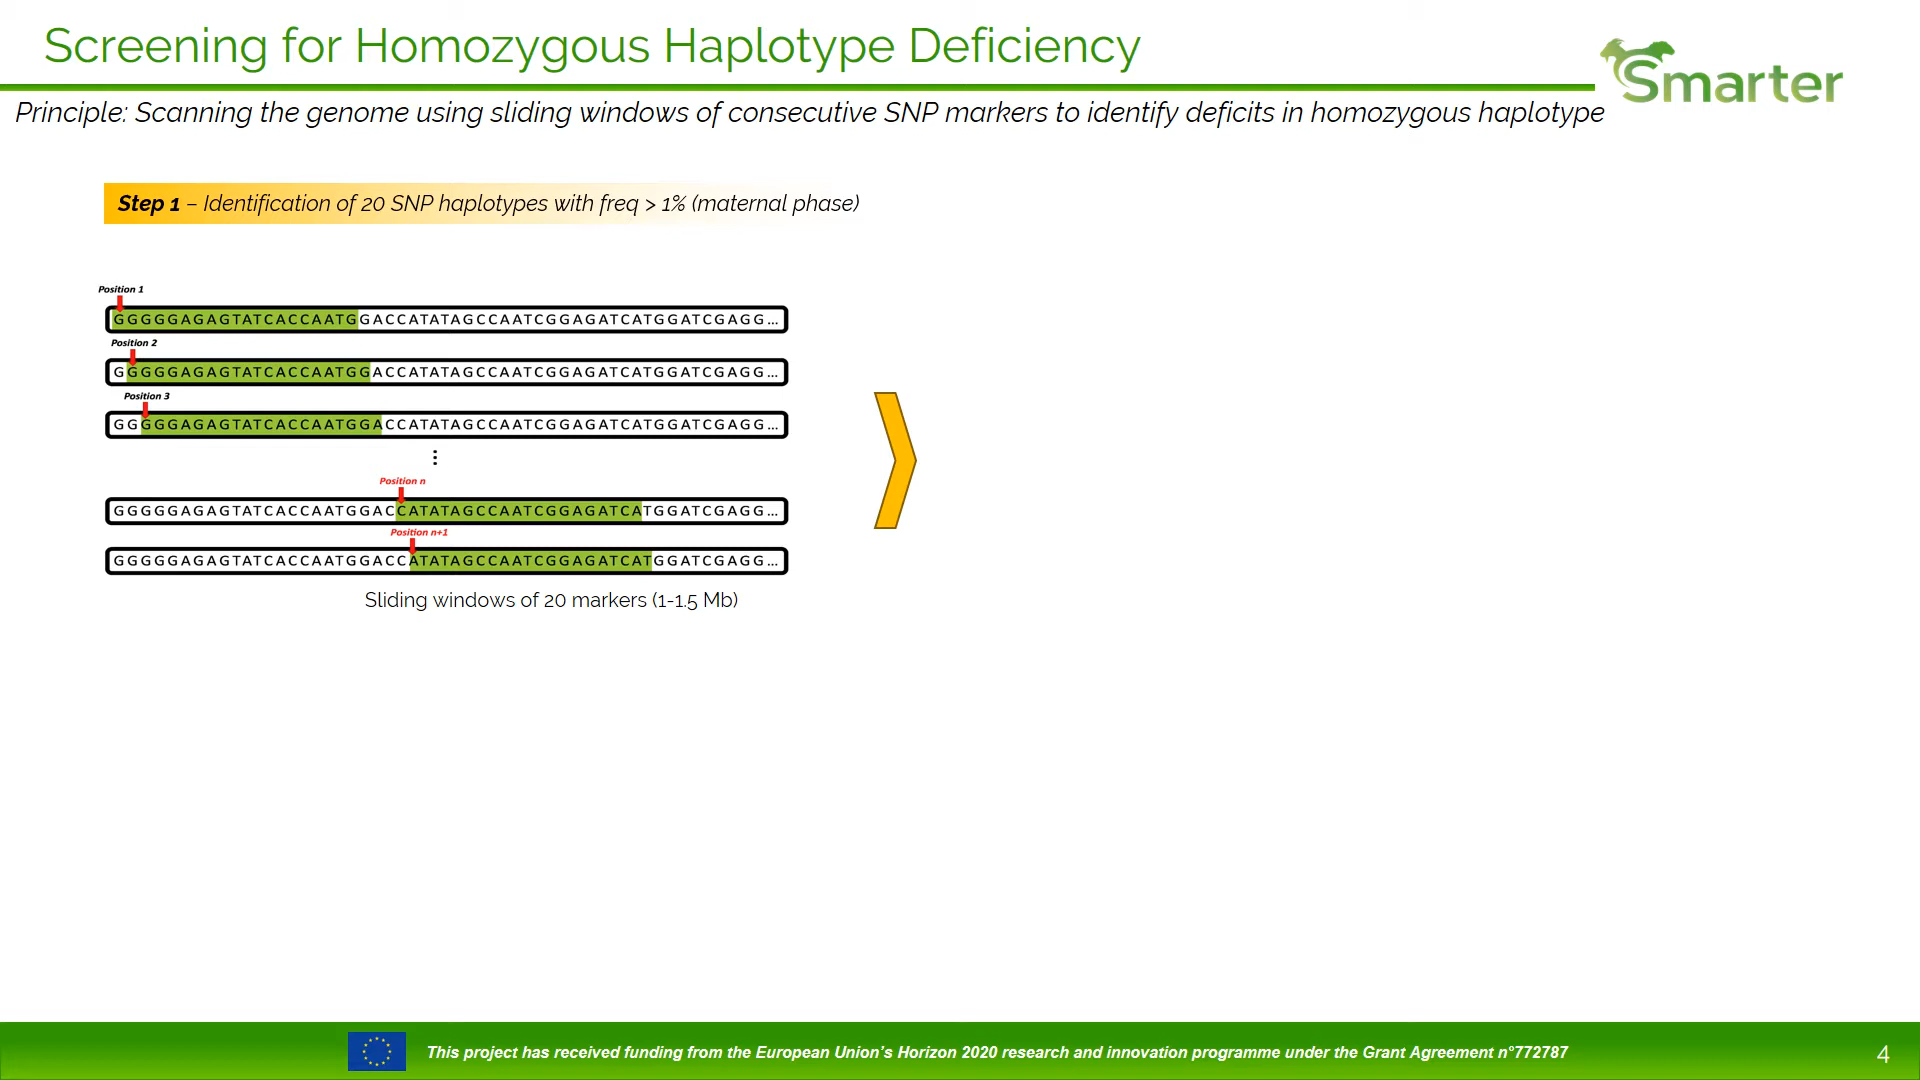 Screening for Homozygous Haplotype Deficiency
Smarter
Principle: Scanning the genome using sliding windows of consecutive SNP markers to identify deficits in homozygous haplotype
Step 1 – Identification of 20 SNP haplotypes with freq > 1% (maternal phase)
Position 1
GGGGGAGAGTATCACCAATGGACCATATAGCCAATCGGAGATCATGGATCGAGG...
Position 2
GGGGGAGAGTATCACCAATGGACCATATAGCCAATCGGAGATCATGGATCGAGG...
Position 3
GGGGGAGAGTATCACCAATGGACCATATAGCCAATCGGAGATCATGGATCGAGG...
⋮
Position n
GGGGGAGAGTATCACCAATGGACCATATAGCCAATCGGAGATCATGGATCGAGG...
Position n+1
GGGGGAGAGTATCACCAATGGACCATATAGCCAATCGGAGATCATGGATCGAGG...
Sliding windows of 20 markers (1-1.5 Mb)
This project has received funding from the European Union's Horizon 2020 research and innovation programme under the Grant Agreement n°772787
4